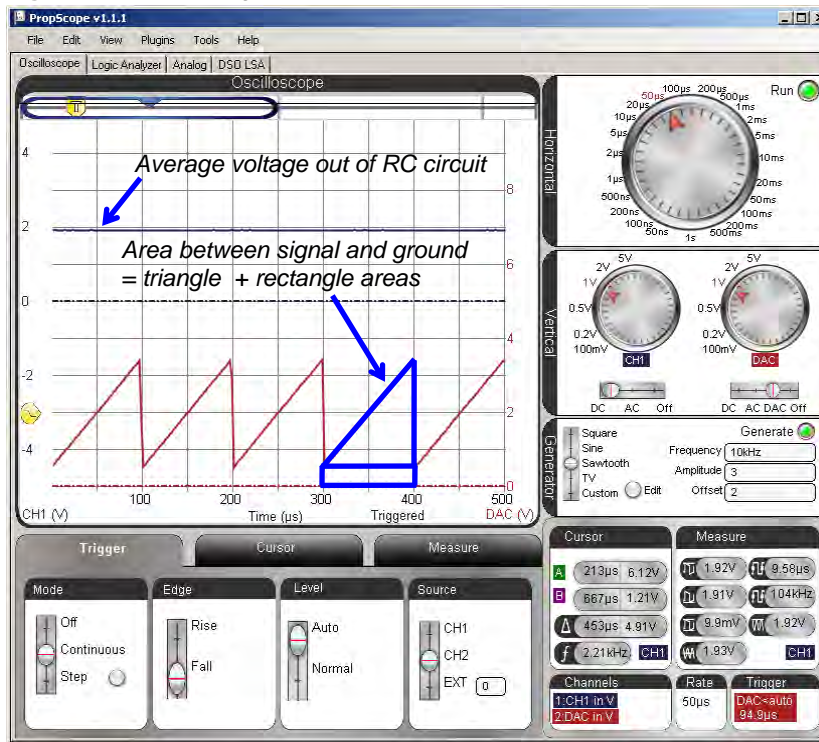 PropScope v1.1.1
File Edit View Plugins Tools Help
Oscilloscope Logic Analyzer Analog DSO LSA
Oscilloscope
T
4
2
0
-2
-4
8
6
4
2
0
Average voltage out of RC circuit
Area between signal and ground
= triangle + rectangle areas
100 200 300 400 500
CH1 (V) Time (µs) Triggered DAC (V)
Horizontal
Run
50ns
100ns
200ns
500ns
1µs
2µs
5µs
10µs
20µs
50µs
100µs
200µs
500µs
1ms
2ms
5ms
10ms
20ms
50ms
100ms
500ms
1s
Vertical
5V
2V
1V
0.5V
0.2V
100mV
CH1
DC AC Off
5V
2V
1V
0.5V
0.2V
100mV
DAC
DC AC DAC Off
Generator
Square
Sine
Sawtooth
TV
Custom Edit
Generate
Frequency 10kHz
Amplitude 3
Offset 2
Trigger Cursor Measure
Mode
Off
Continuous
Step
Edge
Rise
Fall
Level
Auto
Normal
Source
CH1
CH2
EXT 0
Cursor
A 213µs 6.12V
B 667µs 1.21V
Δ 453µs 4.91V
f 2.21kHz CH1
Measure
1.92V 9.58µs
1.91V 104kHz
9.9mV 1.92V
1.93V CH1
Channels
1:CH1 in V
2:DAC in V
Rate
50µs
Trigger
DAC<auto
94.9µs